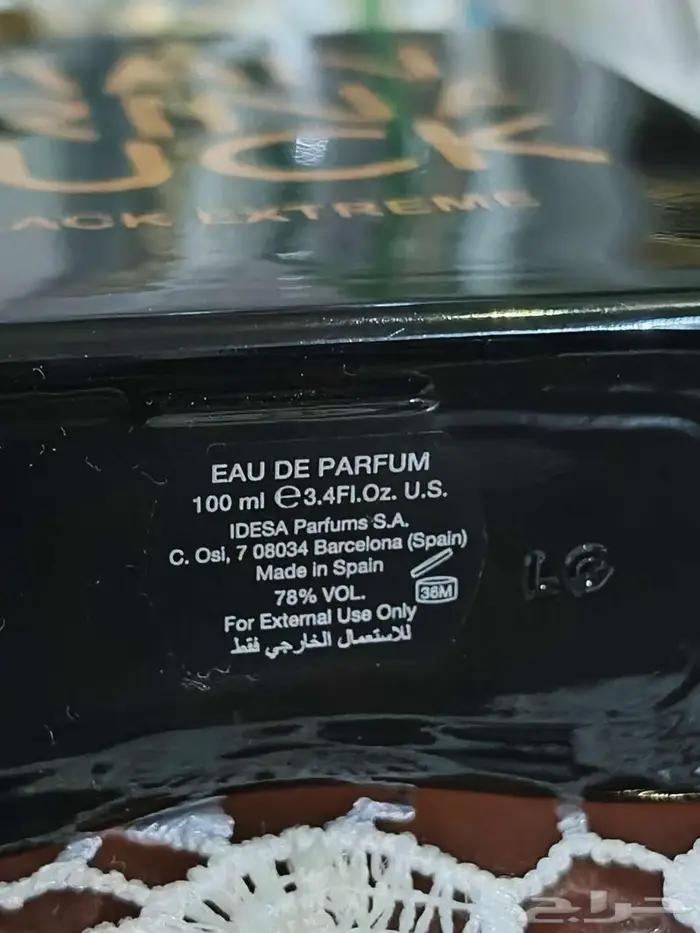 UCK
ACK EXTREME
EAU DE PARFUM
100 ml ℮3.4Fl.Oz. U.S.
IDESA Parfums S.A.
C. Osi, 7 08034 Barcelona (Spain)
Made in Spain
78% VOL.
36M
For External Use Only
للاستعمال الخارجي فقط
حراج